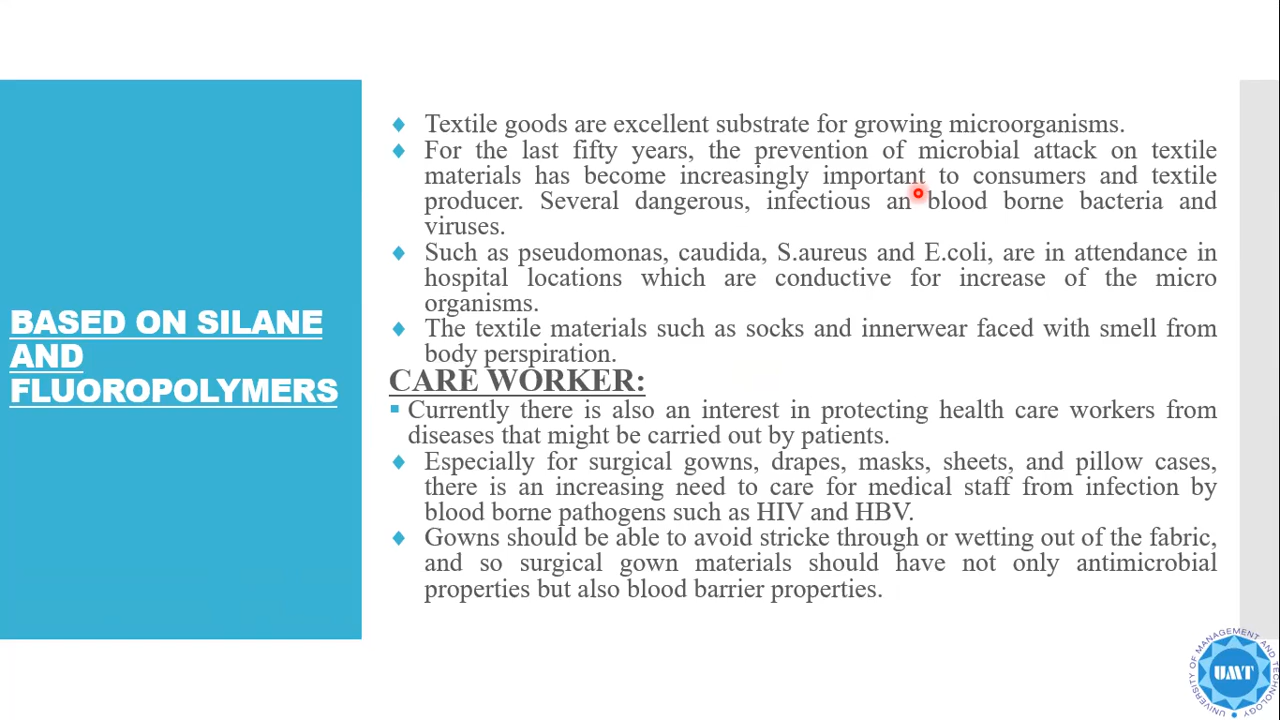 BASED ON SILANE
AND
FLUOROPOLYMERS
Textile goods are excellent substrate for growing microorganisms.
For the last fifty years, the prevention of microbial attack on textile
materials has become increasingly important to consumers and textile
producer. Several dangerous, infectious an blood borne bacteria and
viruses.
Such as pseudomonas, caudida, S.aureus and E.coli, are in attendance in
hospital locations which are conductive for increase of the micro
organisms.
The textile materials such as socks and innerwear faced with smell from
body perspiration.
CARE WORKER:
Currently there is also an interest in protecting health care workers from
diseases that might be carried out by patients.
Especially for surgical gowns, drapes, masks, sheets, and pillow cases,
there is an increasing need to care for medical staff from infection by
blood borne pathogens such as HIV and HBV.
Gowns should be able to avoid stricke through or wetting out of the fabric,
and so surgical gown materials should have not only antimicrobial
properties but also blood barrier properties.
UNIVERSITY OF MANAGEMENT AND TECHNOLOGY
UMT